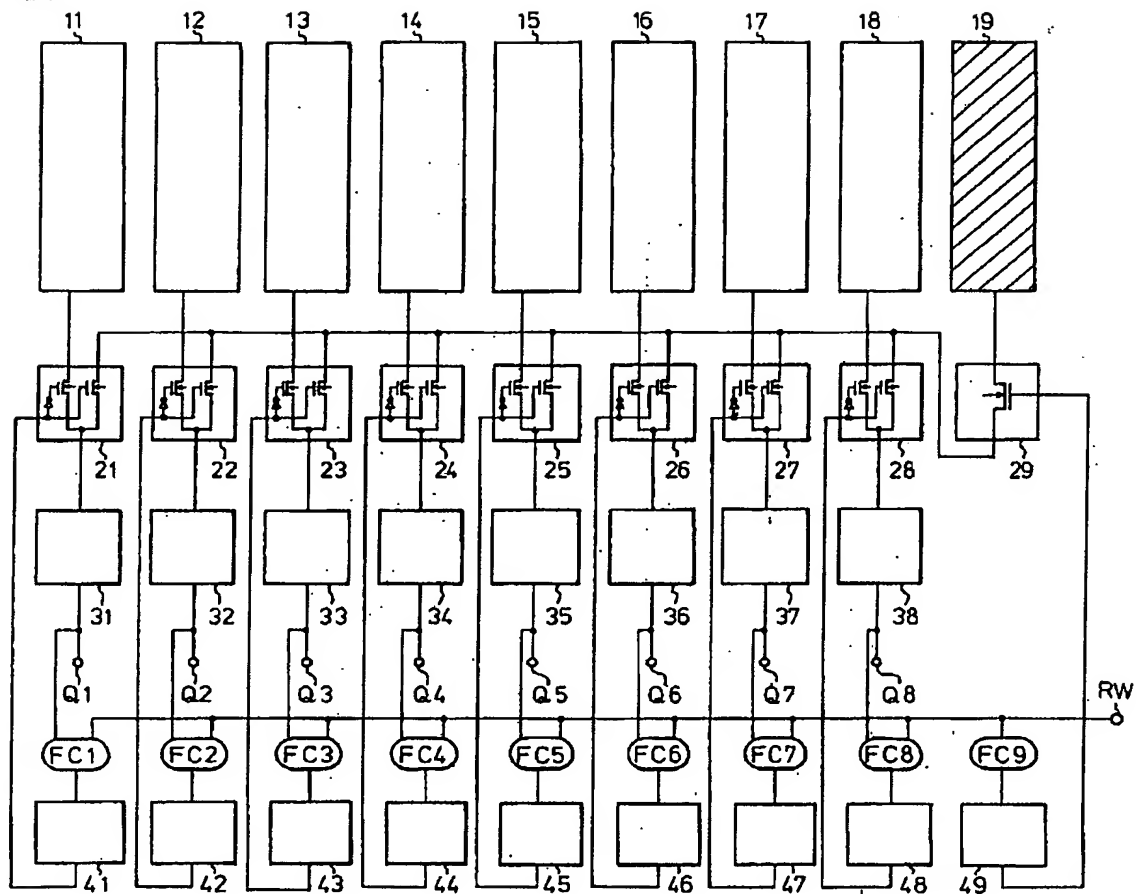 11 12 13 14 15 16 17 18 19
21 22 23 24 25 26 27 28 29
31 32 33 34 35 36 37 38
Q1 Q2 Q3 Q4 Q5 Q6 Q7 Q8
RW
FC1 FC2 FC3 FC4 FC5 FC6 FC7 FC8 FC9
41 42 43 44 45 46 47 48 49